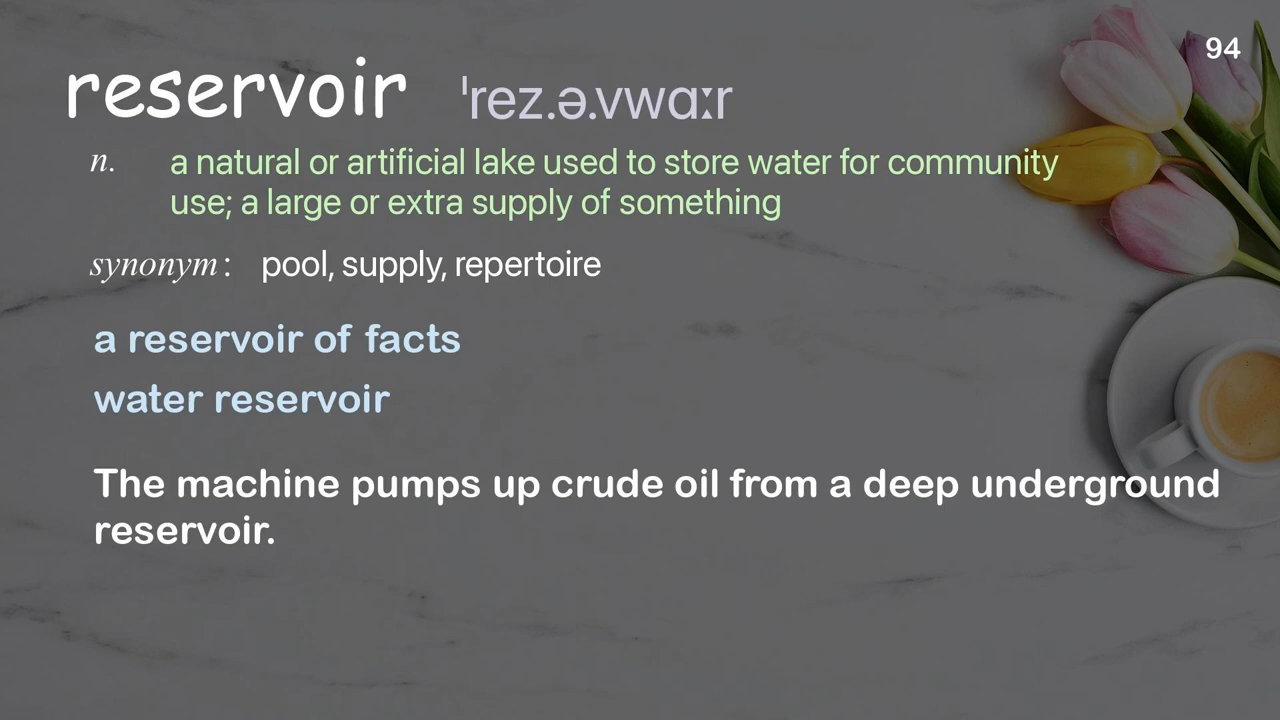 94
reservoir ˈrez.ə.vwɑːr
n. a natural or artificial lake used to store water for community
use; a large or extra supply of something
synonym : pool, supply, repertoire
a reservoir of facts
water reservoir
The machine pumps up crude oil from a deep underground
reservoir.